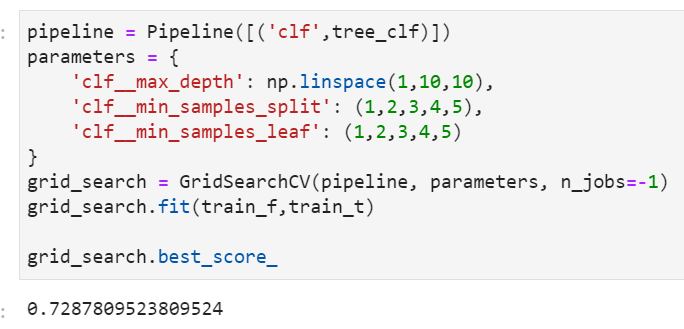 : pipeline = Pipeline([('clf',tree_clf)])
parameters = {
    'clf__max_depth': np.linspace(1,10,10),
    'clf__min_samples_split': (1,2,3,4,5),
    'clf__min_samples_leaf': (1,2,3,4,5)
}
grid_search = GridSearchCV(pipeline, parameters, n_jobs=-1)
grid_search.fit(train_f,train_t)

grid_search.best_score_
: 0.7287809523809524